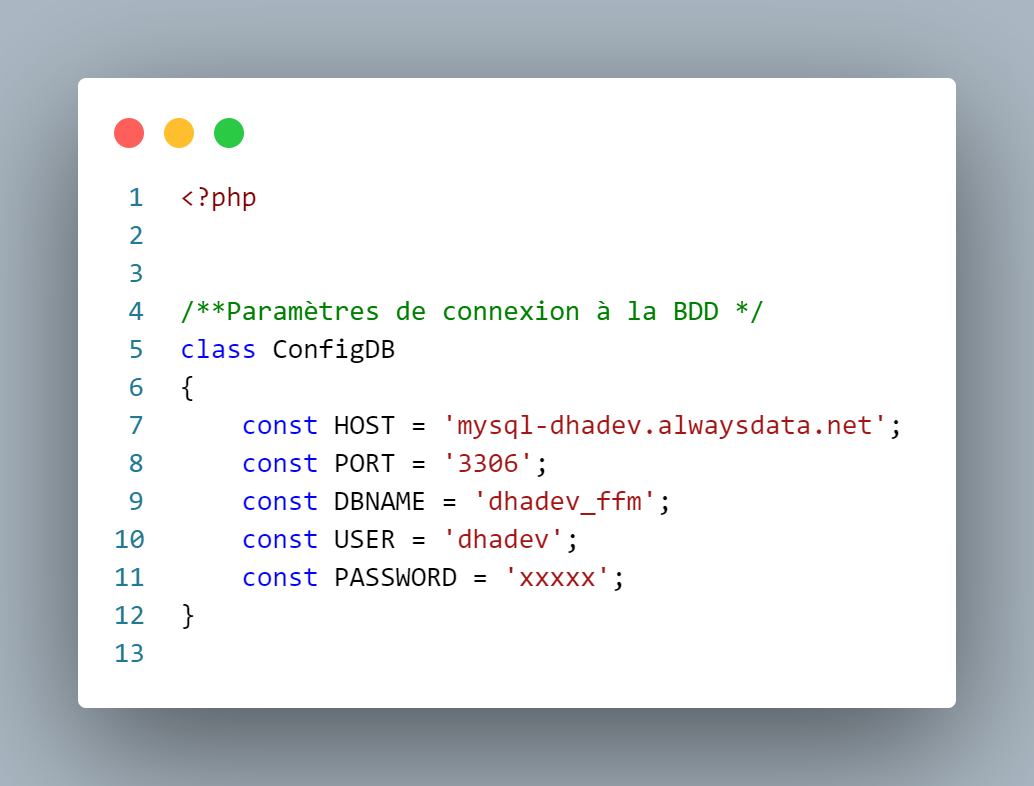 1 <?php
2
3
4 /**Paramètres de connexion à la BDD */
5 class ConfigDB
6 {
7     const HOST = 'mysql-dhadev.alwaysdata.net';
8     const PORT = '3306';
9     const DBNAME = 'dhadev_ffm';
10     const USER = 'dhadev';
11     const PASSWORD = 'xxxxx';
12 }
13